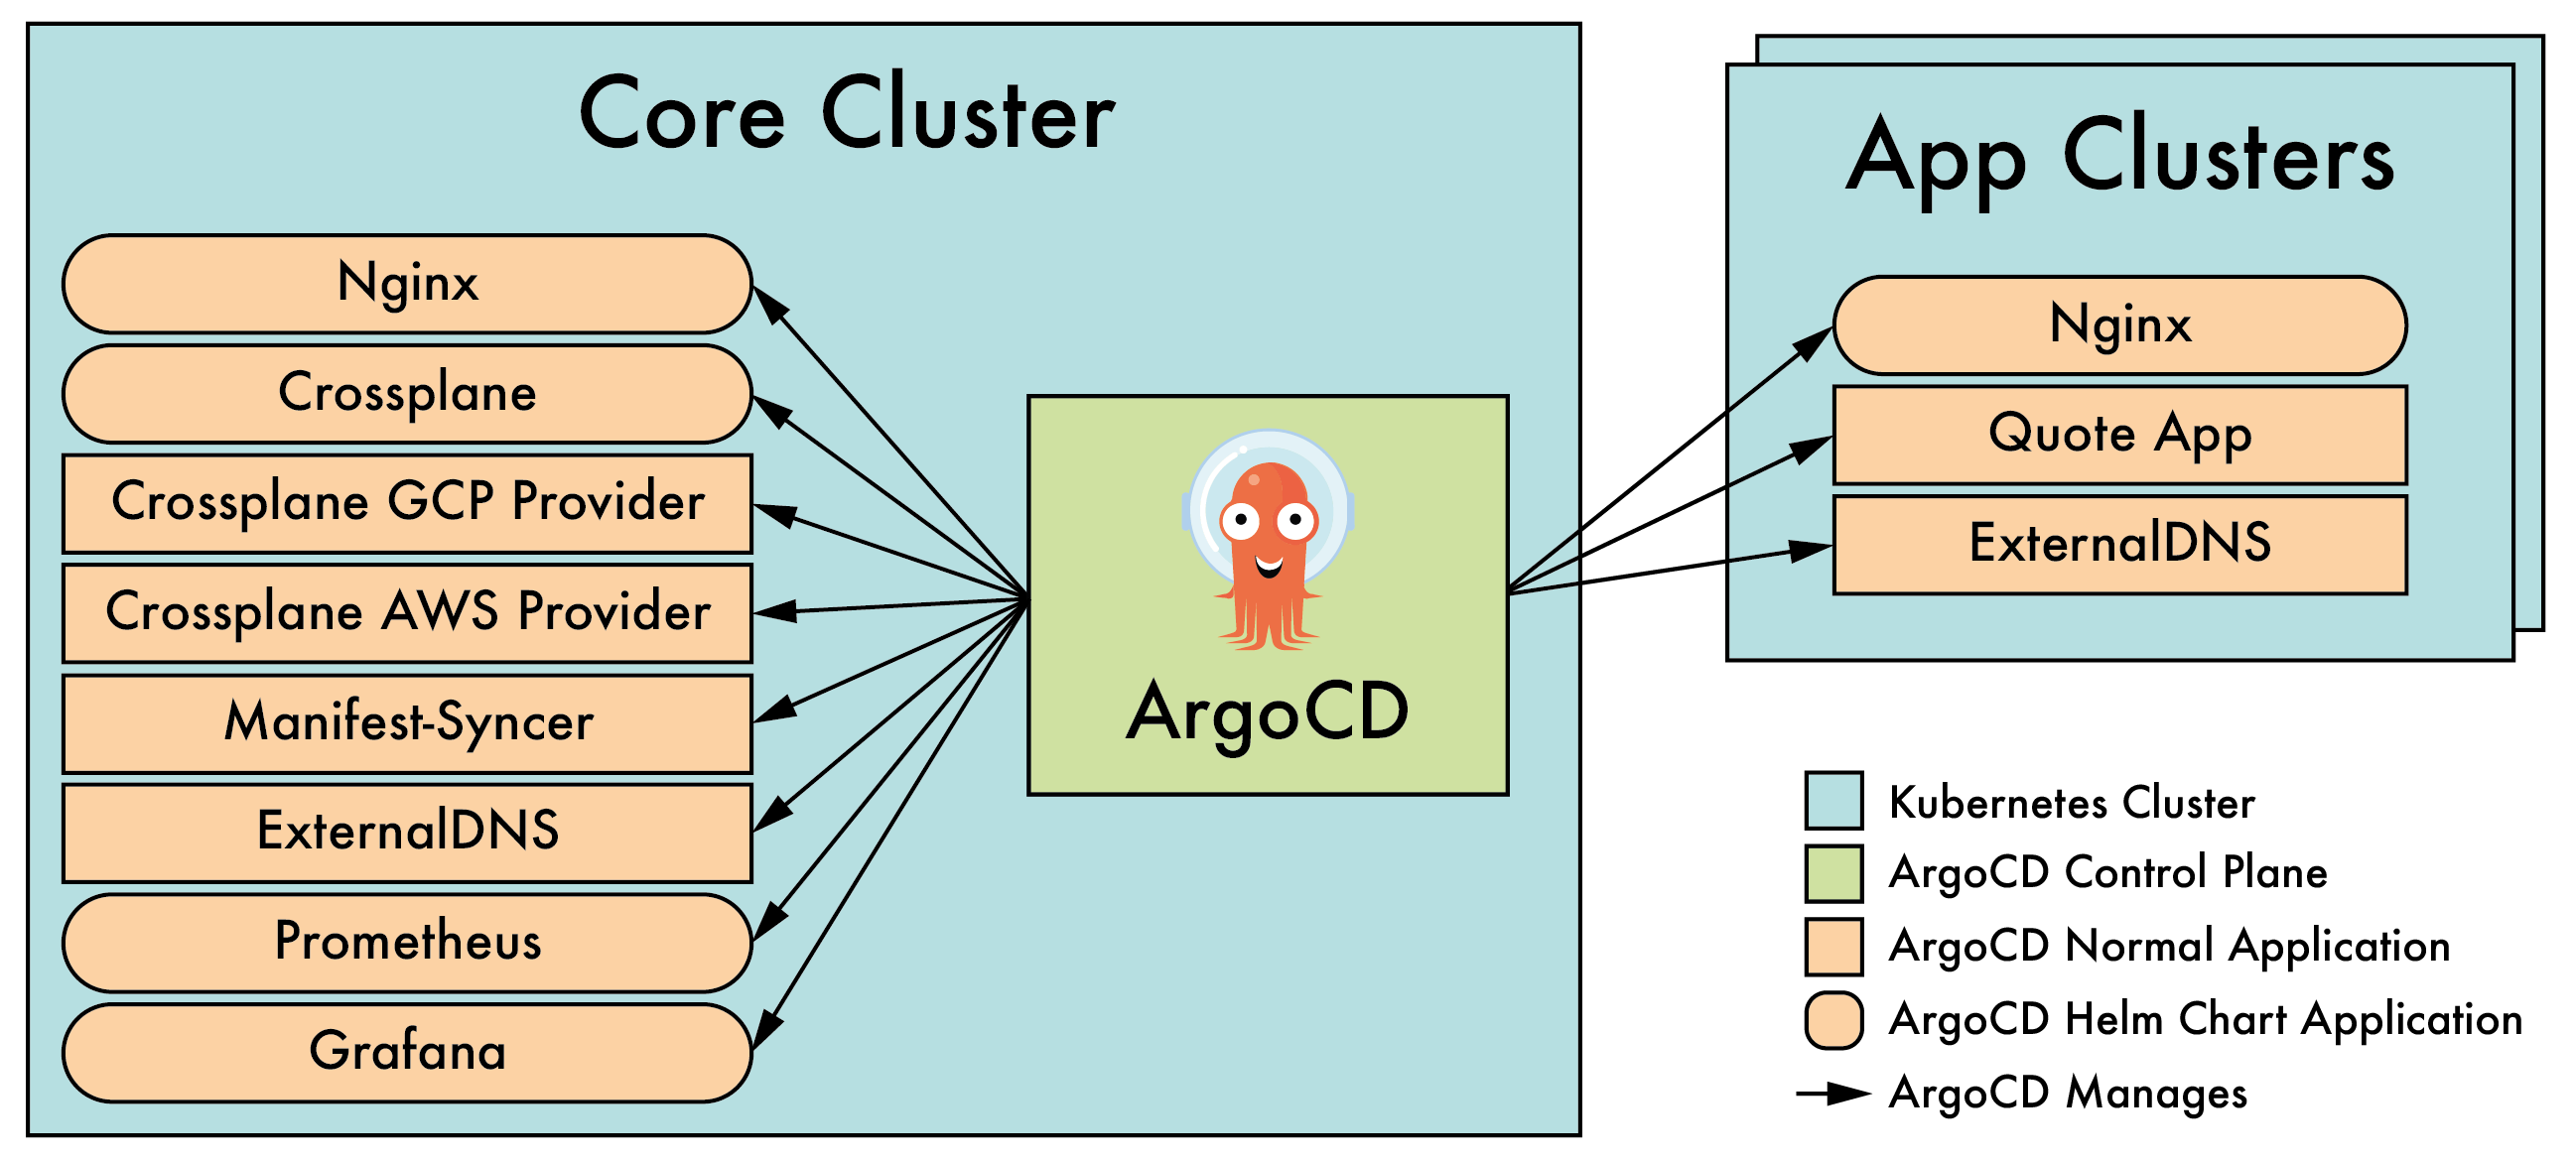 Core Cluster
Nginx
Crossplane
Crossplane GCP Provider
Crossplane AWS Provider
Manifest-Syncer
ExternalDNS
Prometheus
Grafana
ArgoCD
App Clusters
Nginx
Quote App
ExternalDNS
Kubernetes Cluster
ArgoCD Control Plane
ArgoCD Normal Application
ArgoCD Helm Chart Application
ArgoCD Manages